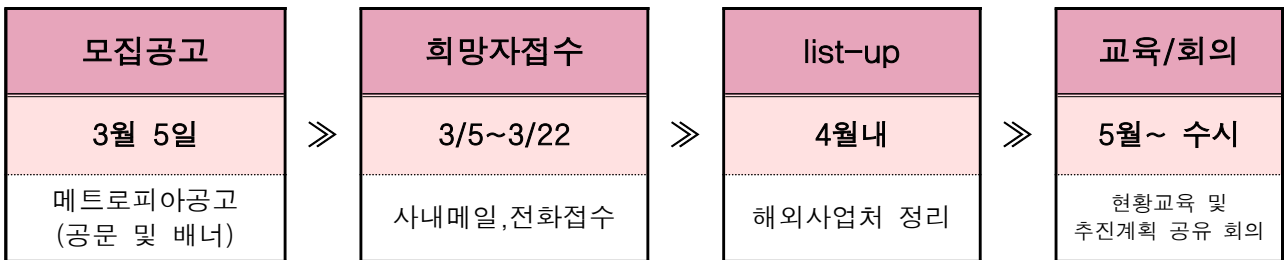 모집공고
3월 5일
메트로피아공고
(공문 및 배너)
≫
희망자접수
3/5~3/22
사내메일,전화접수
≫
list-up
4월내
해외사업처 정리
≫
교육/회의
5월~ 수시
현황교육 및
추진계획 공유 회의